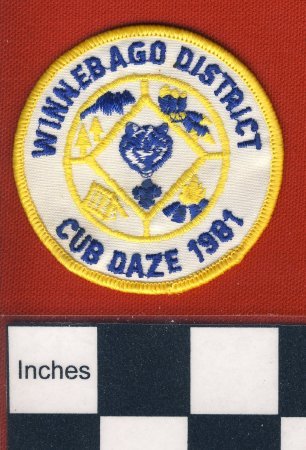 WINNEBAGO DISTRICT
CUB DAZE 1981
Inches